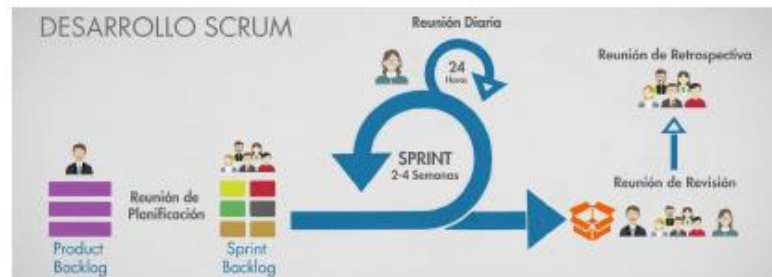 DESARROLLO SCRUM
Reunión Diaria
24
Horas
Reunión de Retrospectiva
SPRINT
2-4 Semanas
Reunión de
Planificación
Reunión de Revisión
Product
Backlog
Sprint
Backlog